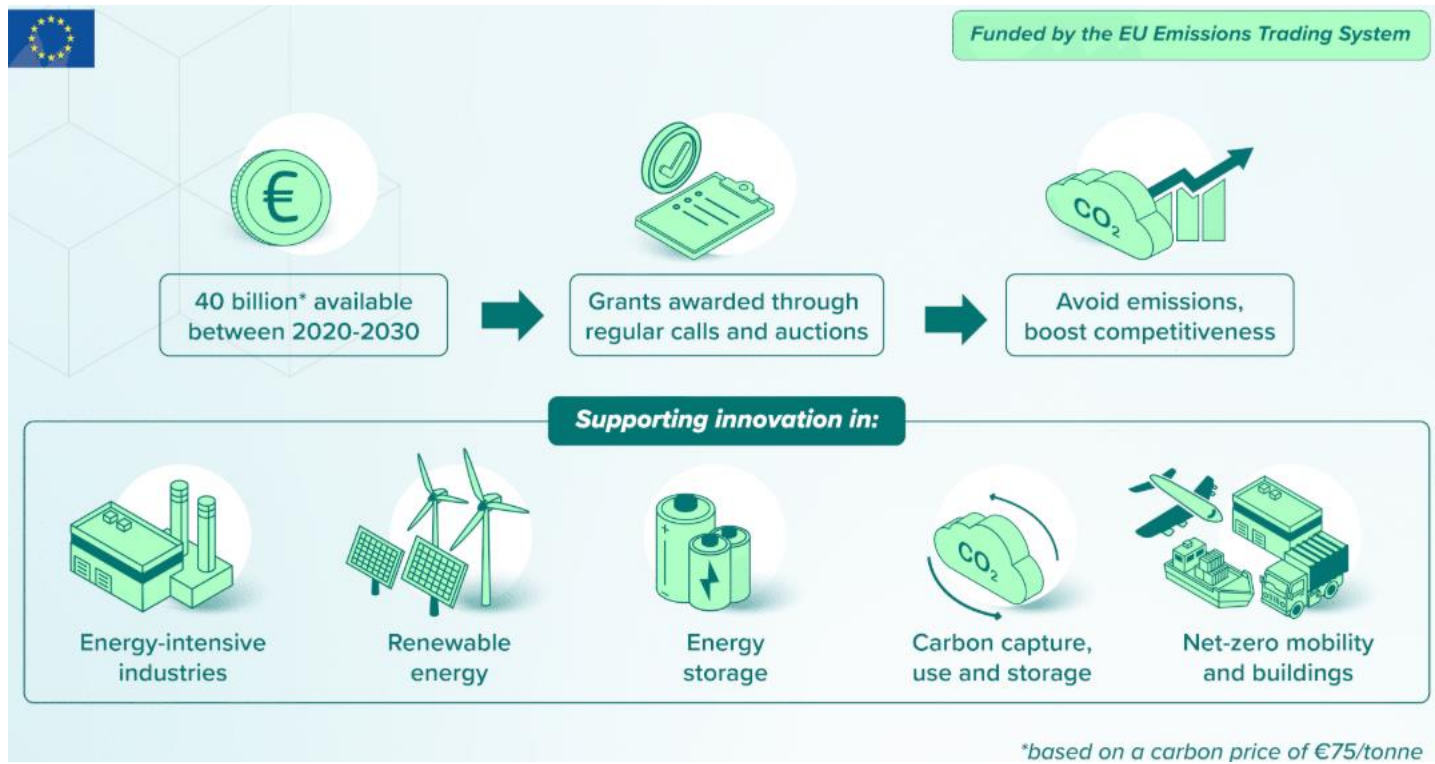 Funded by the EU Emissions Trading System
€
CO₂
40 billion* available
between 2020-2030
Grants awarded through
regular calls and auctions
Avoid emissions,
boost competitiveness
Supporting innovation in:
CO₂
Energy-intensive
industries
Renewable
energy
Energy
storage
Carbon capture,
use and storage
Net-zero mobility
and buildings
*based on a carbon price of €75/tonne